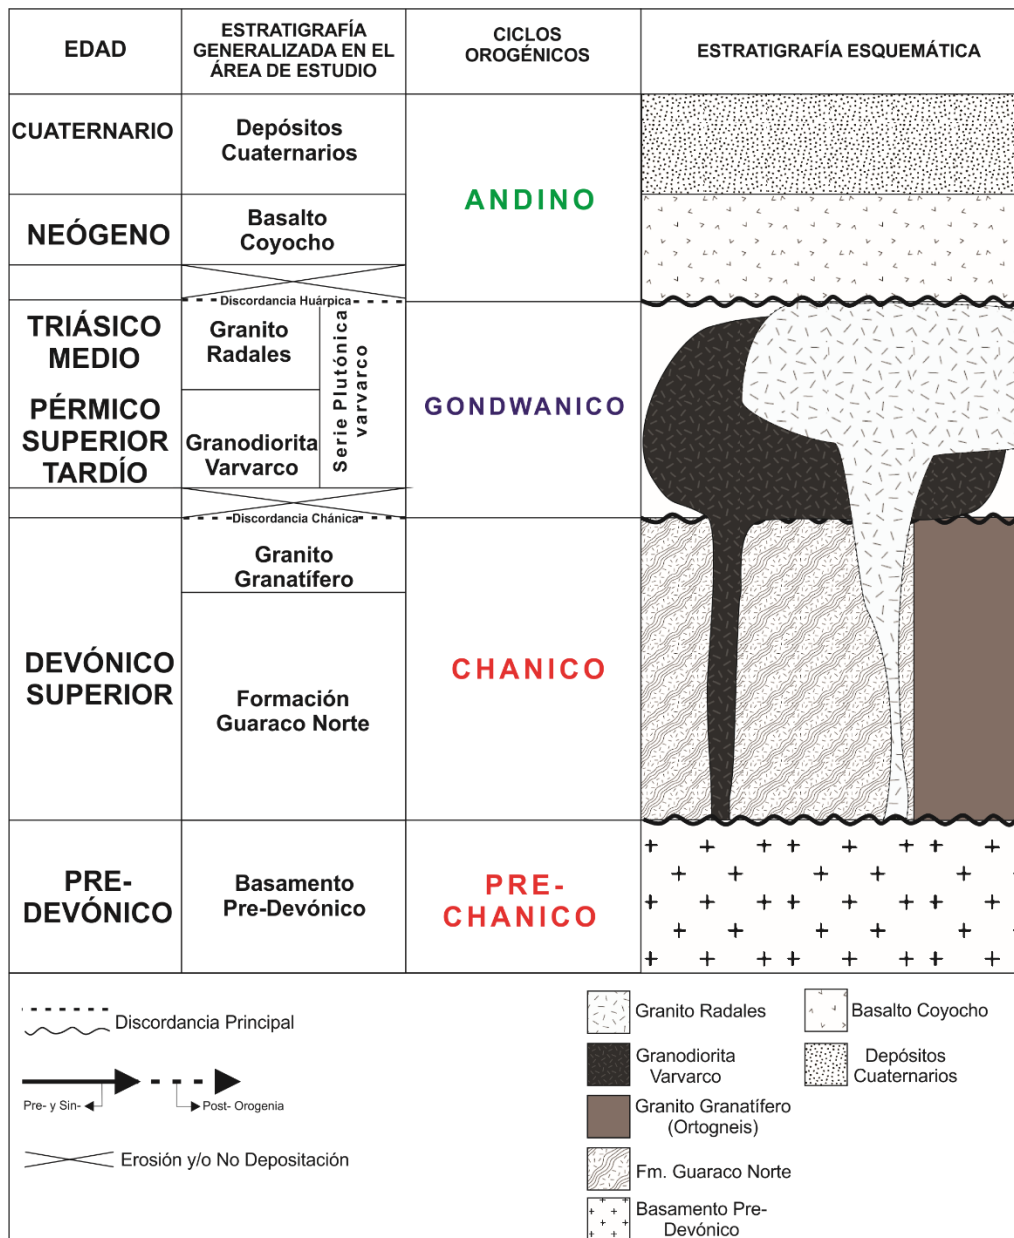 EDAD
ESTRATIGRAFÍA
GENERALIZADA EN EL
ÁREA DE ESTUDIO
CICLOS
OROGÉNICOS
ESTRATIGRAFÍA ESQUEMÁTICA
CUATERNARIO
Depósitos
Cuaternarios
ANDINO
NEÓGENO
Basalto
Coyocho
Discordancia Huárpica
TRIÁSICO
MEDIO
Granito
Radales
Serie Plutónica
varvarco
GONDWANICO
PÉRMICO
SUPERIOR
TARDÍO
Granodiorita
Varvarco
Discordancia Chánica
Granito
Granatífero
DEVÓNICO
SUPERIOR
Formación
Guaraco Norte
CHANICO
PRE-
DEVÓNICO
Basamento
Pre-Devónico
PRE-
CHANICO
Discordancia Principal
Pre- y Sin-
Post- Orogenia
Erosión y/o No Depositación
Granito Radales
Granodiorita
Varvarco
Granito Granatífero
(Ortogneis)
Fm. Guaraco Norte
Basamento Pre-
Devónico
Basalto Coyocho
Depósitos
Cuaternarios